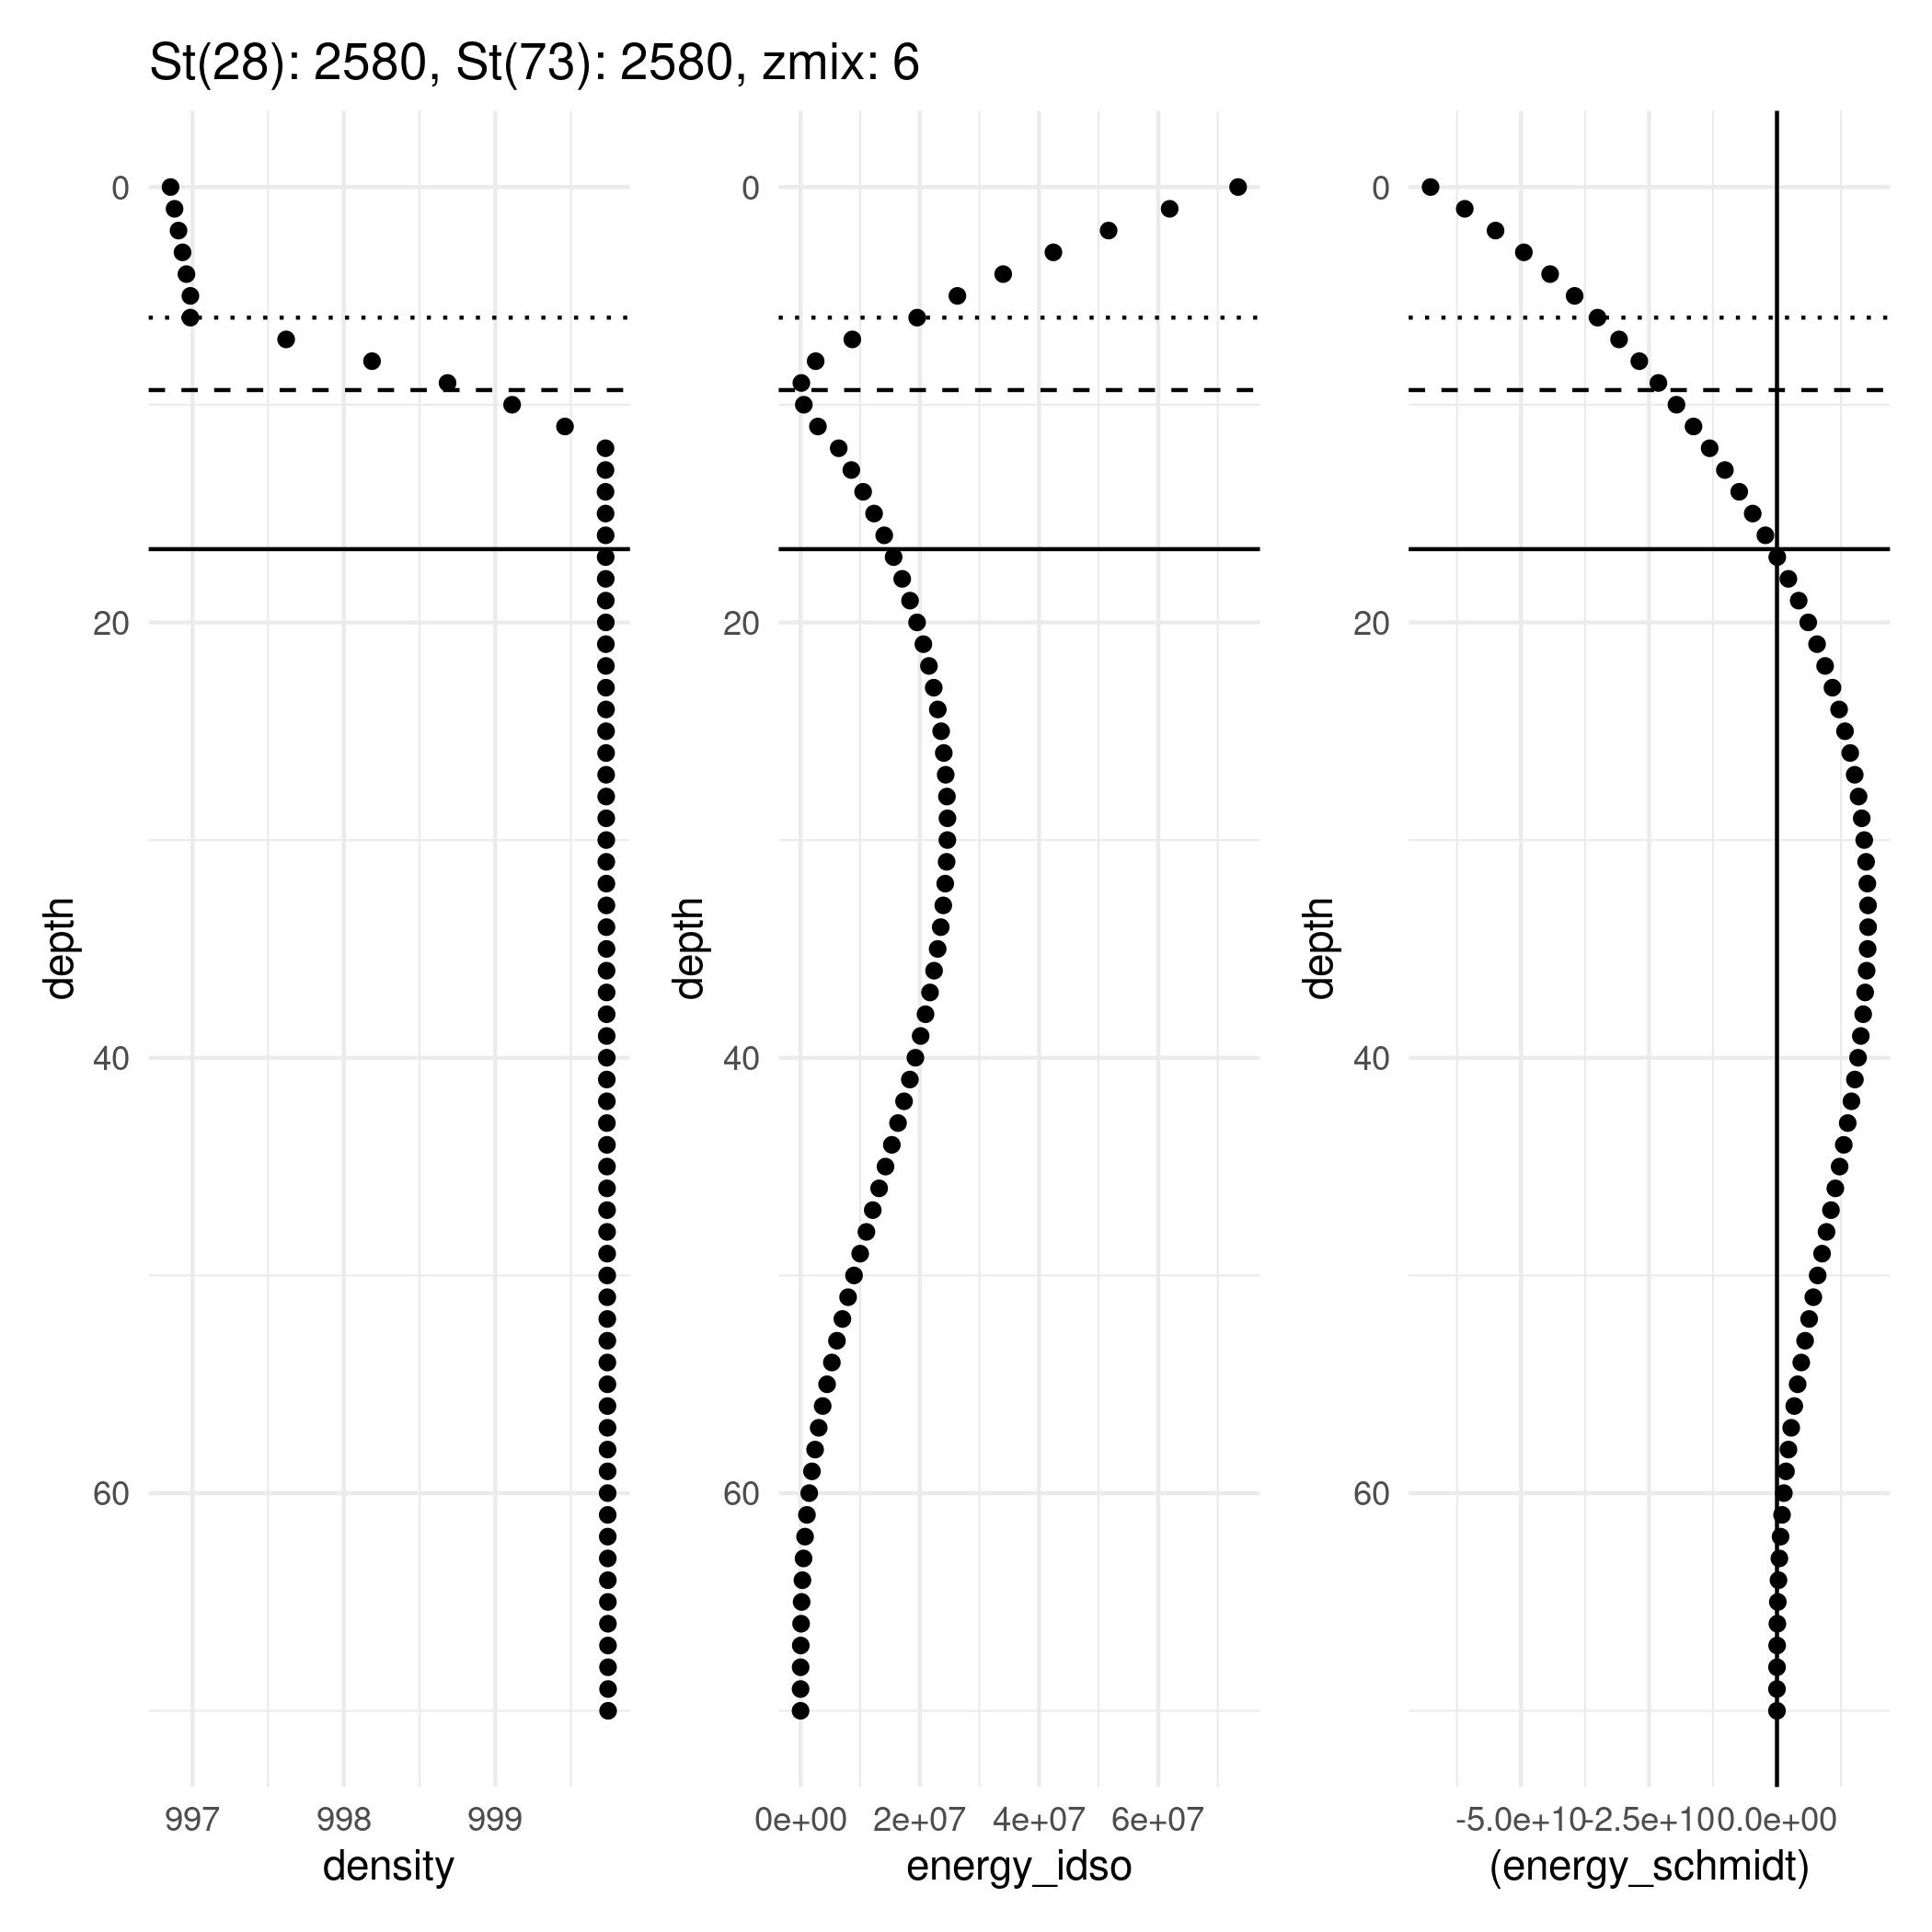 St(28): 2580, St(73): 2580, zmix: 6
0
20
40
60
depth
997 998 999
density
0
20
40
60
depth
0e+00 2e+07 4e+07 6e+07
energy_idso
0
20
40
60
depth
-5.0e+10 -2.5e+10 0.0e+00
(energy_schmidt)